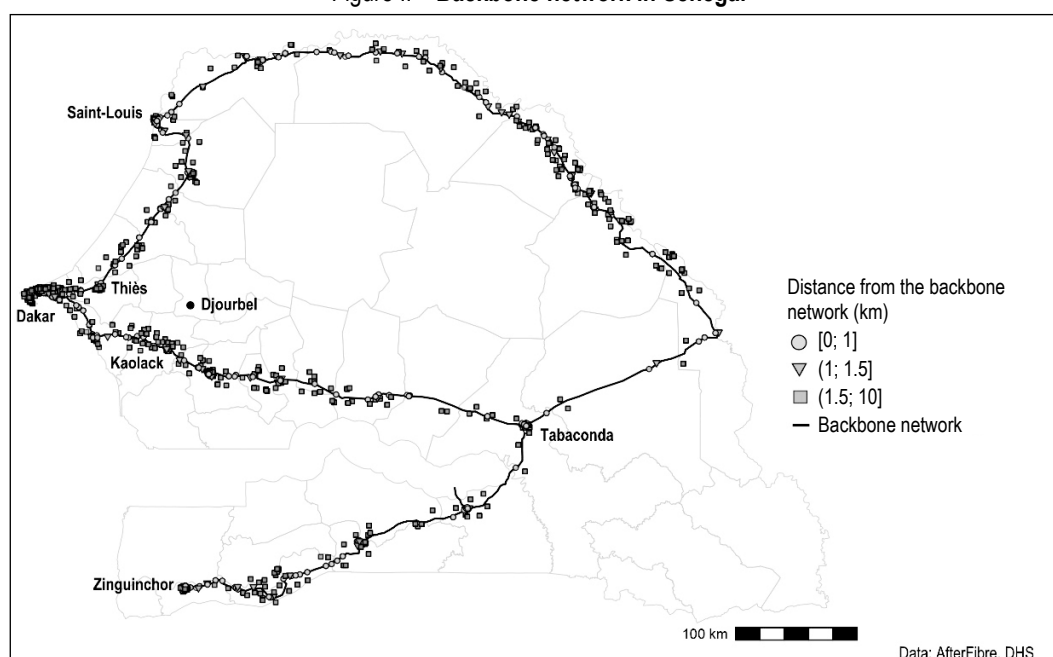 Backbone network in Senegal
Saint-Louis
Thiès
Dakar
Djourbel
Kaolack
Distance from the backbone
network (km)
[0; 1]
(1; 1.5]
(1.5; 10]
Backbone network
Tabaconda
Zinguinchor
100 km
Data: AfterFibre, DHS